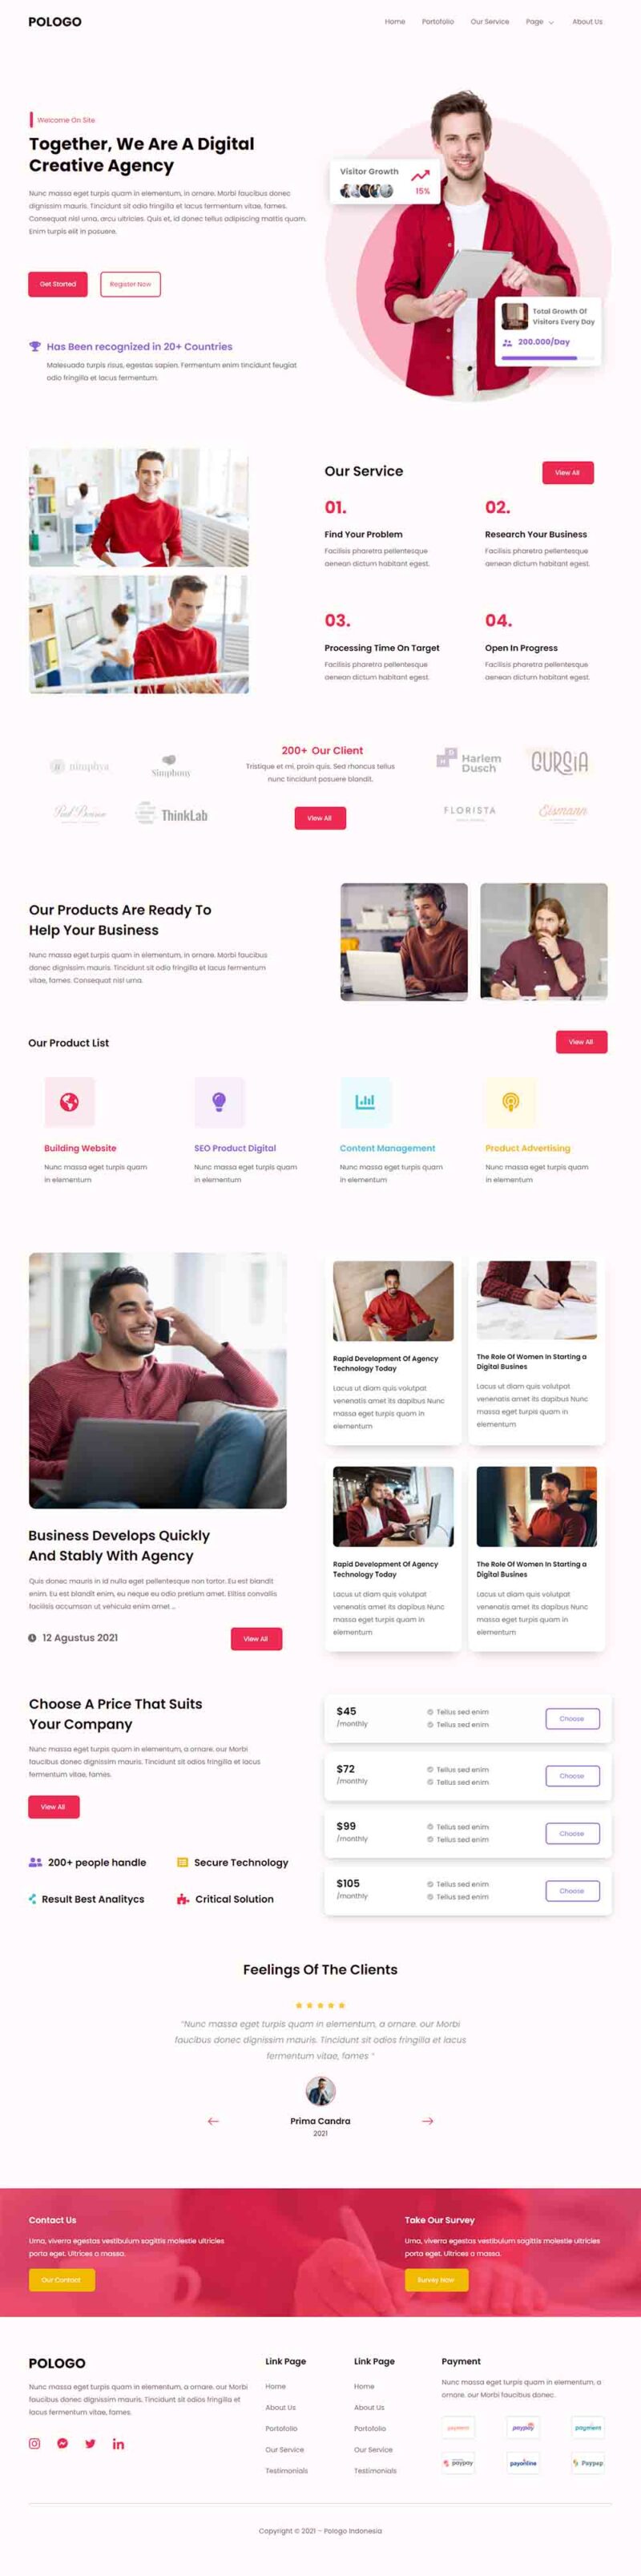 POLOGO
Home Portofolio Our Service Page About Us
Welcome On Site
Together, We Are A Digital
Creative Agency
Nunc massa eget turpis quam in elementum, in ornare. Morbi faucibus donec
dignissim mauris. Tincidunt sit odio fringilla et lacus fermentum vitae, fames.
Consequat nisl urna, arcu ultricies. Quis et, id donec tellus adipiscing mattis quam.
Enim turpis elit in posuere.
Get Started Register Now
Has Been recognized in 20+ Countries
Malesuada turpis risus, egestas sapien. Fermentum enim tincidunt feugiat
odio fringilla et lacus fermentum.
Visitor Growth
15%
Total Growth Of
Visitors Every Day
200.000/Day
Our Service
View All
01.
Find Your Problem
Facilisis pharetra pellentesque
aenean dictum habitant egest.
02.
Research Your Business
Facilisis pharetra pellentesque
aenean dictum habitant egest.
03.
Processing Time On Target
Facilisis pharetra pellentesque
aenean dictum habitant egest.
04.
Open In Progress
Facilisis pharetra pellentesque
aenean dictum habitant egest.
nimphya
Simphony
ThinkLab
200+ Our Client
Tristique et mi, proin quis. Sed rhoncus tellus
nunc tincidunt posuere blandit.
View All
Harlem
Dusch
GURSIA
FLORISTA
Eismann
Our Products Are Ready To
Help Your Business
Nunc massa eget turpis quam in elementum, in ornare. Morbi faucibus
donec dignissim mauris. Tincidunt sit odio fringilla et lacus fermentum
vitae, fames. Consequat nisl urna.
Our Product List
View All
Building Website
Nunc massa eget turpis quam
in elementum
SEO Product Digital
Nunc massa eget turpis quam
in elementum
Content Management
Nunc massa eget turpis quam
in elementum
Product Advertising
Nunc massa eget turpis quam
in elementum
Business Develops Quickly
And Stably With Agency
Quis donec mauris in id nulla eget pellentesque non tortor. Eu est blandit
enim. Eu est blandit enim, eu neque eu odio pretium amet. Elitiss convallis
facilisis accumsan ut vehicula enim amet ...
12 Agustus 2021
View All
Rapid Development Of Agency
Technology Today
Lacus ut diam quis volutpat
venenatis amet its dapibus Nunc
massa eget turpis quam in
elementum
The Role Of Women In Starting a
Digital Busines
Lacus ut diam quis volutpat
venenatis amet its dapibus Nunc
massa eget turpis quam in
elementum
Rapid Development Of Agency
Technology Today
Lacus ut diam quis volutpat
venenatis amet its dapibus Nunc
massa eget turpis quam in
elementum
The Role Of Women In Starting a
Digital Busines
Lacus ut diam quis volutpat
venenatis amet its dapibus Nunc
massa eget turpis quam in
elementum
Choose A Price That Suits
Your Company
Nunc massa eget turpis quam in elementum, a ornare. our Morbi
faucibus donec dignissim mauris. Tincidunt sit odios fringilla et lacus
fermentum vitae, fames.
View All
200+ people handle
Secure Technology
Result Best Analitycs
Critical Solution
$45
/monthly
Tellus sed enim
Tellus sed enim
Choose
$72
/monthly
Tellus sed enim
Tellus sed enim
Choose
$99
/monthly
Tellus sed enim
Tellus sed enim
Choose
$105
/monthly
Tellus sed enim
Tellus sed enim
Choose
Feelings Of The Clients
"Nunc massa eget turpis quam in elementum, a ornare. our Morbi
faucibus donec dignissim mauris. Tincidunt sit odios fringilla et lacus
fermentum vitae, fames "
Prima Candra
2021
Contact Us
Urna, viverra egestas vestibulum sagittis molestie ultricies
porta eget. Ultrices a massa.
Our Contact
Take Our Survey
Urna, viverra egestas vestibulum sagittis molestie ultricies
porta eget. Ultrices a massa.
Survey Now
POLOGO
Nunc massa eget turpis quam in elementum, a ornare. our Morbi
faucibus donec dignissim mauris. Tincidunt sit odios fringilla et
lacus fermentum vitae, fames.
Link Page
Home
About Us
Portofolio
Our Service
Testimonials
Link Page
Home
About Us
Portofolio
Our Service
Testimonials
Payment
Nunc massa eget turpis quam in elementum, a
ornare. our Morbi faucibus donec.
payment
paypay
payment
paypay
payonline
Paypep
Copyright © 2021 - Pologo Indonesia